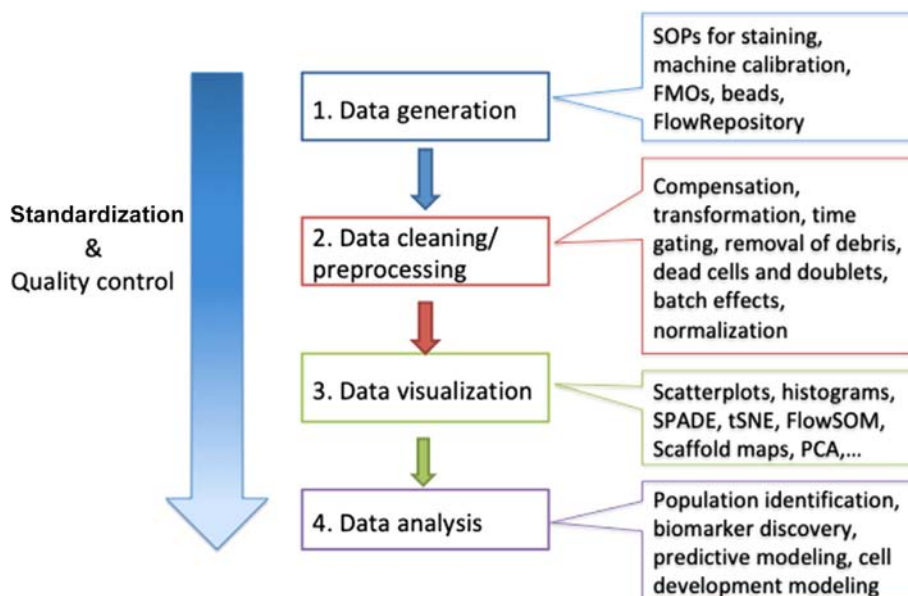 Standardization
&
Quality control
1. Data generation
SOPs for staining,
machine calibration,
FMOs, beads,
FlowRepository
2. Data cleaning/
preprocessing
Compensation,
transformation, time
gating, removal of debris,
dead cells and doublets,
batch effects,
normalization
3. Data visualization
Scatterplots, histograms,
SPADE, tSNE, FlowSOM,
Scaffold maps, PCA,...
4. Data analysis
Population identification,
biomarker discovery,
predictive modeling, cell
development modeling